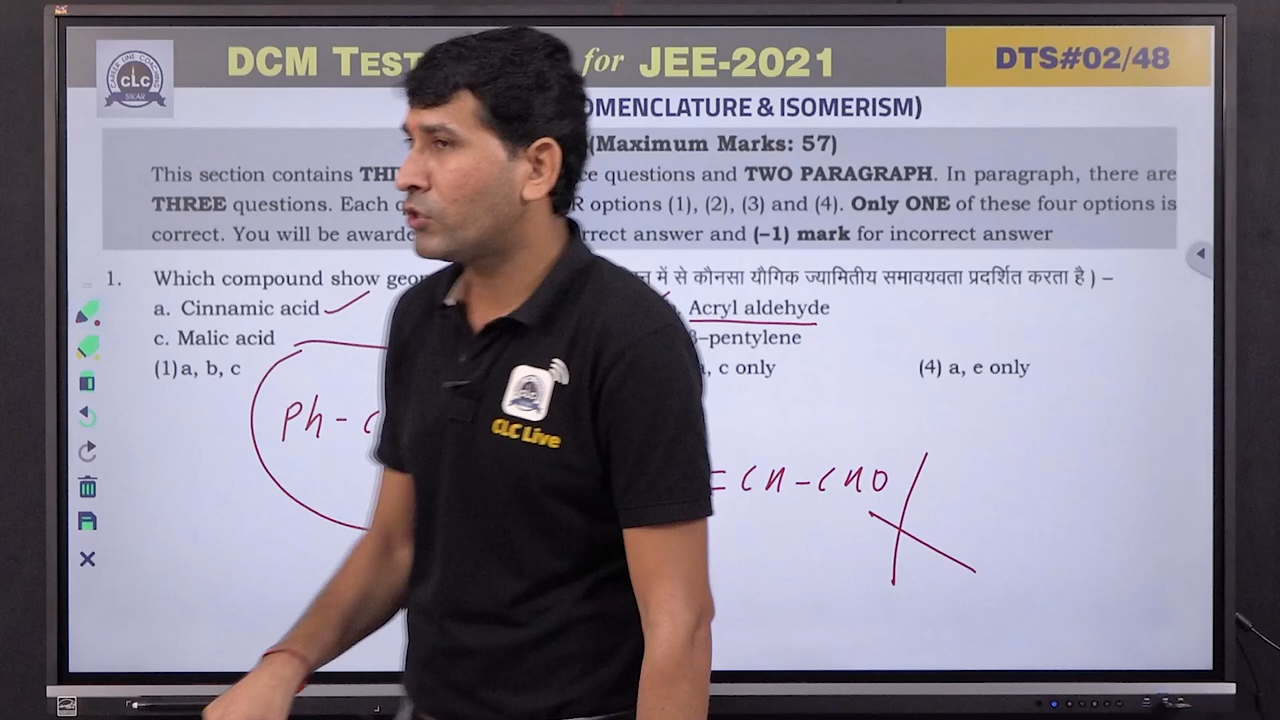 DCM TEST for JEE-2021 DTS#02/48
CAREER LINE COACHING CLC SIKAR
OMENCLATURE & ISOMERISM)
(Maximum Marks: 57)
This section contains questions and TWO PARAGRAPH. In paragraph, there are
THREE questions. Each options (1), (2), (3) and (4). Only ONE of these four options is
correct. You will be awarde rrect answer and (–1) mark for incorrect answer
1. Which compound show geo में से कौनसा यौगिक ज्यामितीय समावयवता प्रदर्शित करता है ) –
a. Cinnamic acid Acryl aldehyde
c. Malic acid –pentylene
(1) a, b, c , c only (4) a, e only
Ph - c = CH - CHO
CLC Live